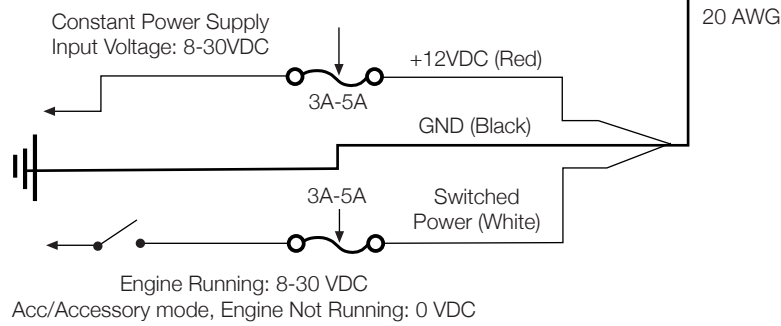 20 AWG
Constant Power Supply
Input Voltage: 8-30VDC
+12VDC (Red)
3A-5A
GND (Black)
3A-5A
Switched
Power (White)
Engine Running: 8-30 VDC
Acc/Accessory mode, Engine Not Running: 0 VDC